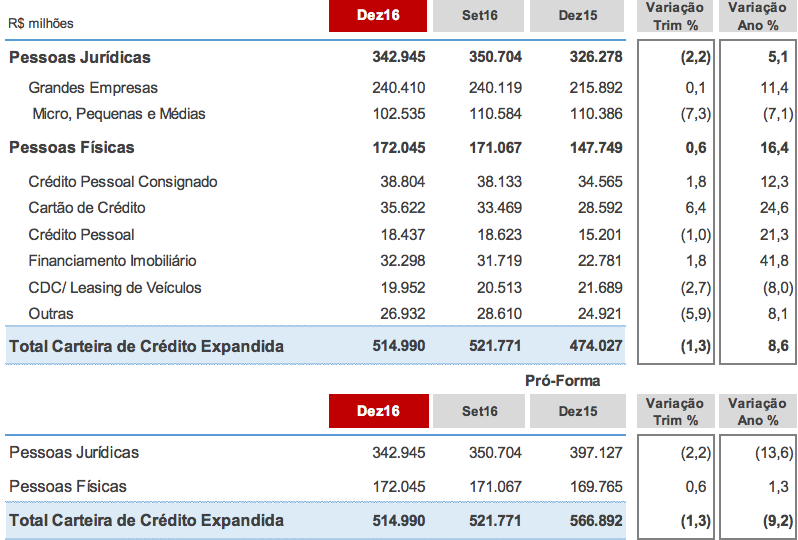 R$ milhões Dez16 Set16 Dez15 Variação Trim % Variação Ano %
Pessoas Jurídicas 342.945 350.704 326.278 (2,2) 5,1
Grandes Empresas 240.410 240.119 215.892 0,1 11,4
Micro, Pequenas e Médias 102.535 110.584 110.386 (7,3) (7,1)
Pessoas Físicas 172.045 171.067 147.749 0,6 16,4
Crédito Pessoal Consignado 38.804 38.133 34.565 1,8 12,3
Cartão de Crédito 35.622 33.469 28.592 6,4 24,6
Crédito Pessoal 18.437 18.623 15.201 (1,0) 21,3
Financiamento Imobiliário 32.298 31.719 22.781 1,8 41,8
CDC/ Leasing de Veículos 19.952 20.513 21.689 (2,7) (8,0)
Outras 26.932 28.610 24.921 (5,9) 8,1
Total Carteira de Crédito Expandida 514.990 521.771 474.027 (1,3) 8,6
Pró-Forma
Dez16 Set16 Dez15 Variação Trim % Variação Ano %
Pessoas Jurídicas 342.945 350.704 397.127 (2,2) (13,6)
Pessoas Físicas 172.045 171.067 169.765 0,6 1,3
Total Carteira de Crédito Expandida 514.990 521.771 566.892 (1,3) (9,2)